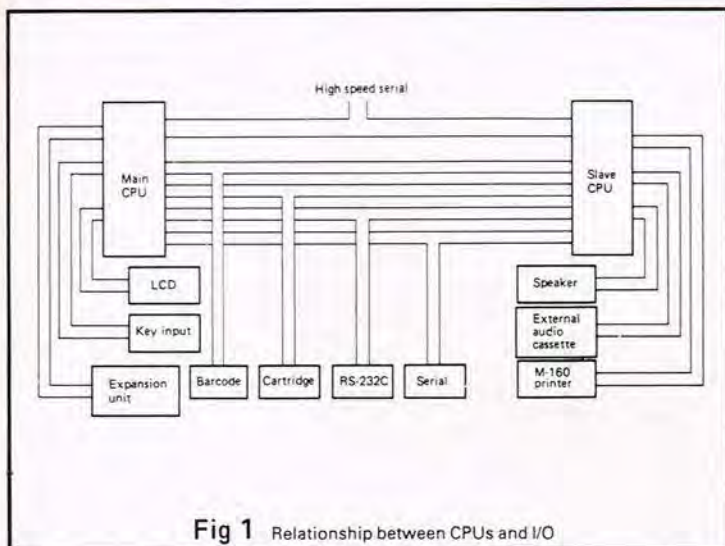 High speed serial
Main
CPU
Slave
CPU
LCD
Speaker
Key input
External
audio
cassette
Expansion
unit
Barcode
Cartridge
RS-232C
Serial
M-160
printer
Fig 1 Relationship between CPUs and I/O